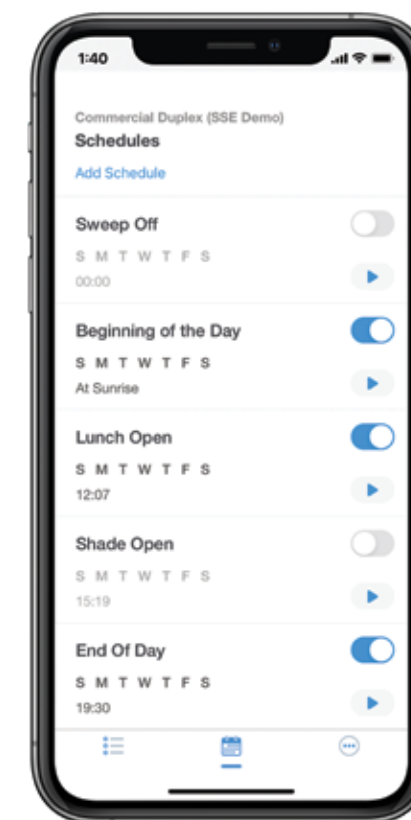 1:40
Commercial Duplex (SSE Demo)
Schedules
Add Schedule
Sweep Off
S M T W T F S
00:00
Beginning of the Day
S M T W T F S
At Sunrise
Lunch Open
S M T W T F S
12:07
Shade Open
S M T W T F S
15:19
End Of Day
S M T W T F S
19:30